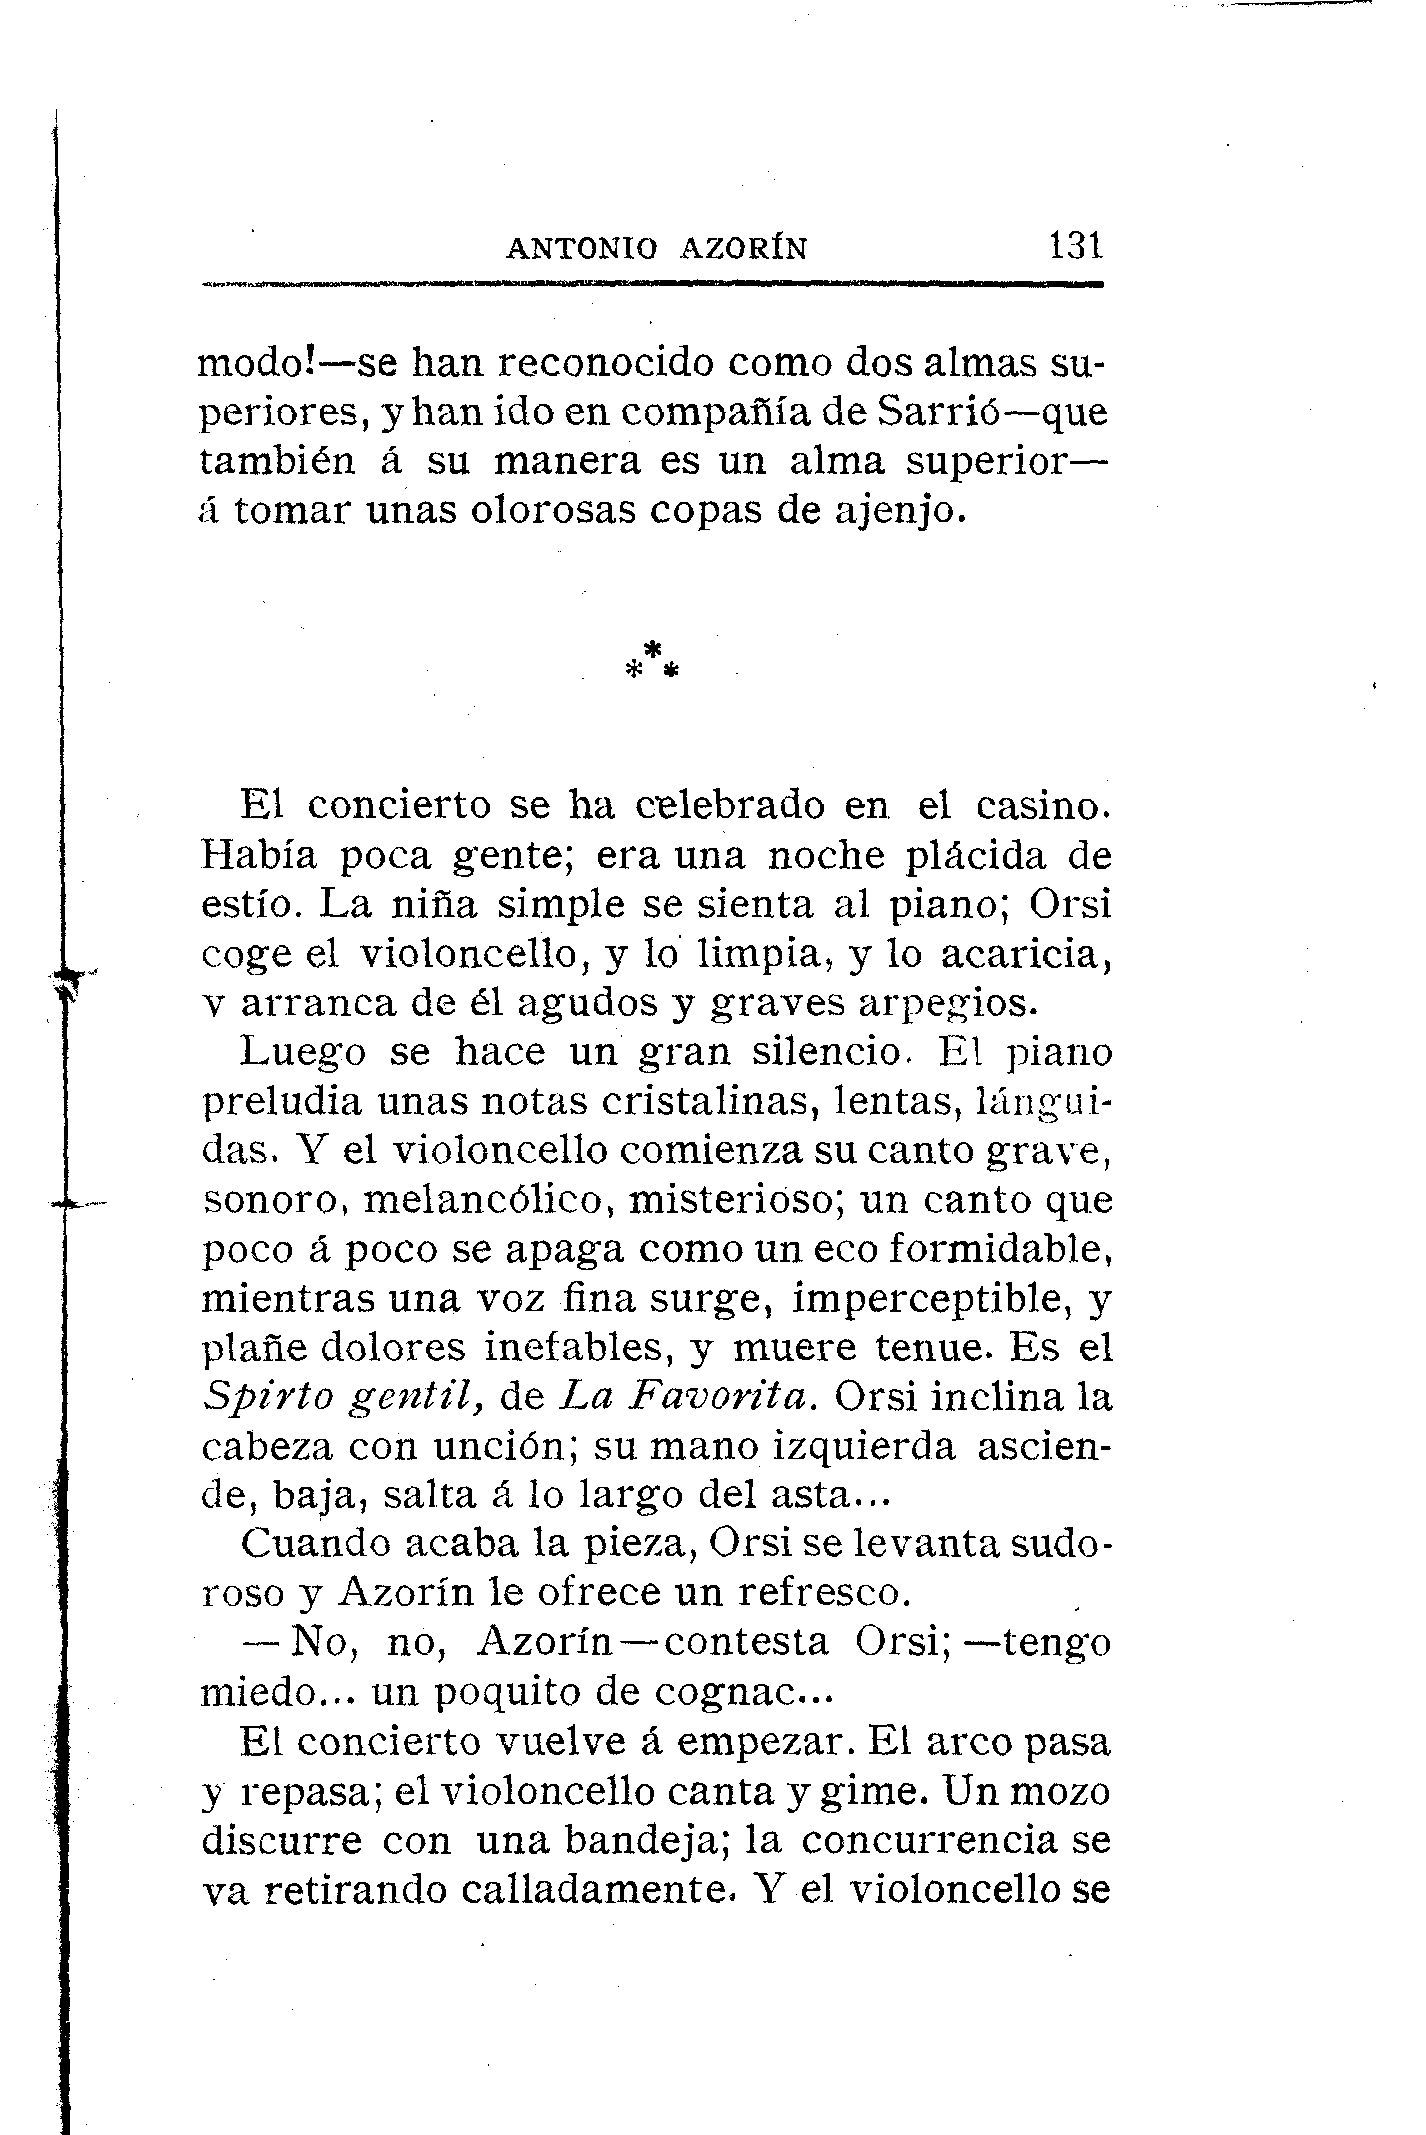 ANTONIO AZORÍN 131
modo!—se han reconocido como dos almas su-
periores, y han ido en compañía de Sarrió—que
también á su manera es un alma superior—
á tomar unas olorosas copas de ajenjo.
***
El concierto se ha celebrado en el casino.
Había poca gente; era una noche plácida de
estío. La niña simple se sienta al piano; Orsi
coge el violoncello, y lo limpia, y lo acaricia,
y arranca de él agudos y graves arpegios.
Luego se hace un gran silencio. El piano
preludia unas notas cristalinas, lentas, lángui-
das. Y el violoncello comienza su canto grave,
sonoro, melancólico, misterioso; un canto que
poco á poco se apaga como un eco formidable,
mientras una voz fina surge, imperceptible, y
plañe dolores inefables, y muere tenue. Es el
Spirto gentil, de La Favorita. Orsi inclina la
cabeza con unción; su mano izquierda ascien-
de, baja, salta á lo largo del asta...
Cuando acaba la pieza, Orsi se levanta sudo-
roso y Azorín le ofrece un refresco.
—No, no, Azorín—contesta Orsi;—tengo
miedo... un poquito de cognac...
El concierto vuelve á empezar. El arco pasa
y repasa; el violoncello canta y gime. Un mozo
discurre con una bandeja; la concurrencia se
va retirando calladamente. Y el violoncello se